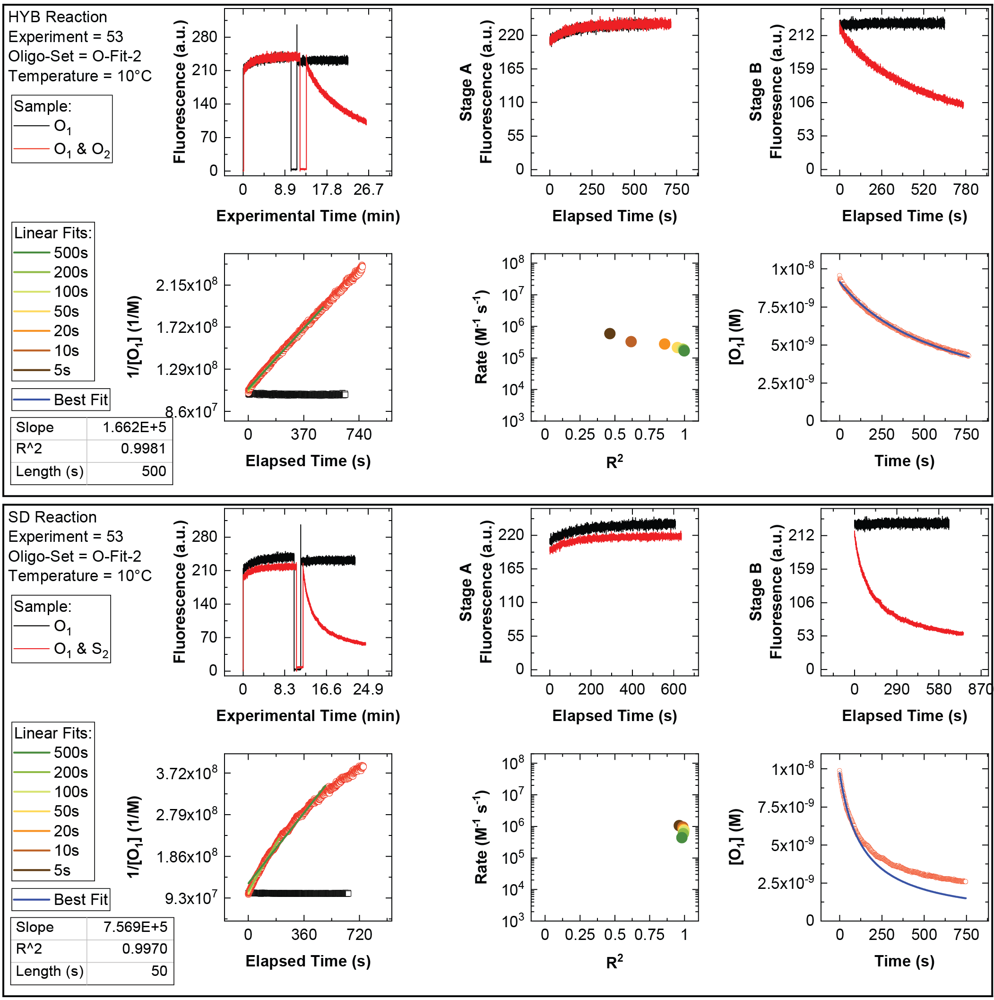 HYB Reaction
Experiment = 53
Oligo-Set = O-Fit-2
Temperature = 10°C
Sample:
O1
O1 & O2
Fluorescence (a.u.)
280
210
140
70
0
0 8.9 17.8 26.7
Experimental Time (min)
Stage A
Fluorescence (a.u.)
220
165
110
55
0
0 250 500 750
Elapsed Time (s)
Stage B
Fluoresence (a.u.)
212
159
106
53
0
0 260 520 780
Elapsed Time (s)
Linear Fits:
500s
200s
100s
50s
20s
10s
5s
Best Fit
Slope 1.662E+5
R^2 0.9981
Length (s) 500
1/[O1] (1/M)
2.15x10^8
1.72x10^8
1.29x10^8
8.6x10^7
0 370 740
Elapsed Time (s)
Rate (M^-1 s^-1)
10^8
10^7
10^6
10^5
10^4
10^3
0 0.25 0.5 0.75 1
R^2
[O1] (M)
1x10^-8
7.5x10^-9
5x10^-9
2.5x10^-9
0
0 250 500 750
Time (s)
SD Reaction
Experiment = 53
Oligo-Set = O-Fit-2
Temperature = 10°C
Sample:
O1
O1 & S2
Fluorescence (a.u.)
280
210
140
70
0
0 8.3 16.6 24.9
Experimental Time (min)
Stage A
Fluorescence (a.u.)
220
165
110
55
0
0 200 400 600
Elapsed Time (s)
Stage B
Fluoresence (a.u.)
212
159
106
53
0
0 290 580 870
Elapsed Time (s)
Linear Fits:
500s
200s
100s
50s
20s
10s
5s
Best Fit
Slope 7.569E+5
R^2 0.9970
Length (s) 50
1/[O1] (1/M)
3.72x10^8
2.79x10^8
1.86x10^8
9.3x10^7
0 360 720
Elapsed Time (s)
Rate (M^-1 s^-1)
10^8
10^7
10^6
10^5
10^4
10^3
0 0.25 0.5 0.75 1
R^2
[O1] (M)
1x10^-8
7.5x10^-9
5x10^-9
2.5x10^-9
0
0 250 500 750
Time (s)